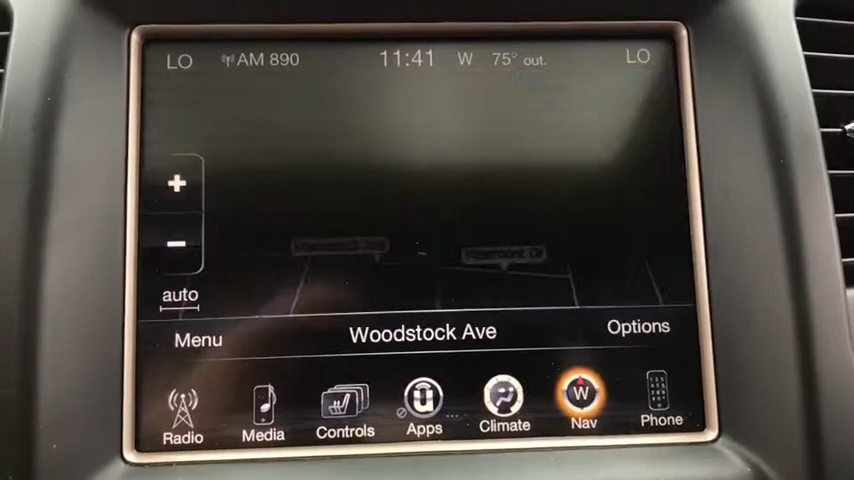 LO AM 890 11:41 W 75° out. LO
+
-
auto
Menu Woodstock Ave Options
W
Radio Media Controls Apps Climate Nav Phone